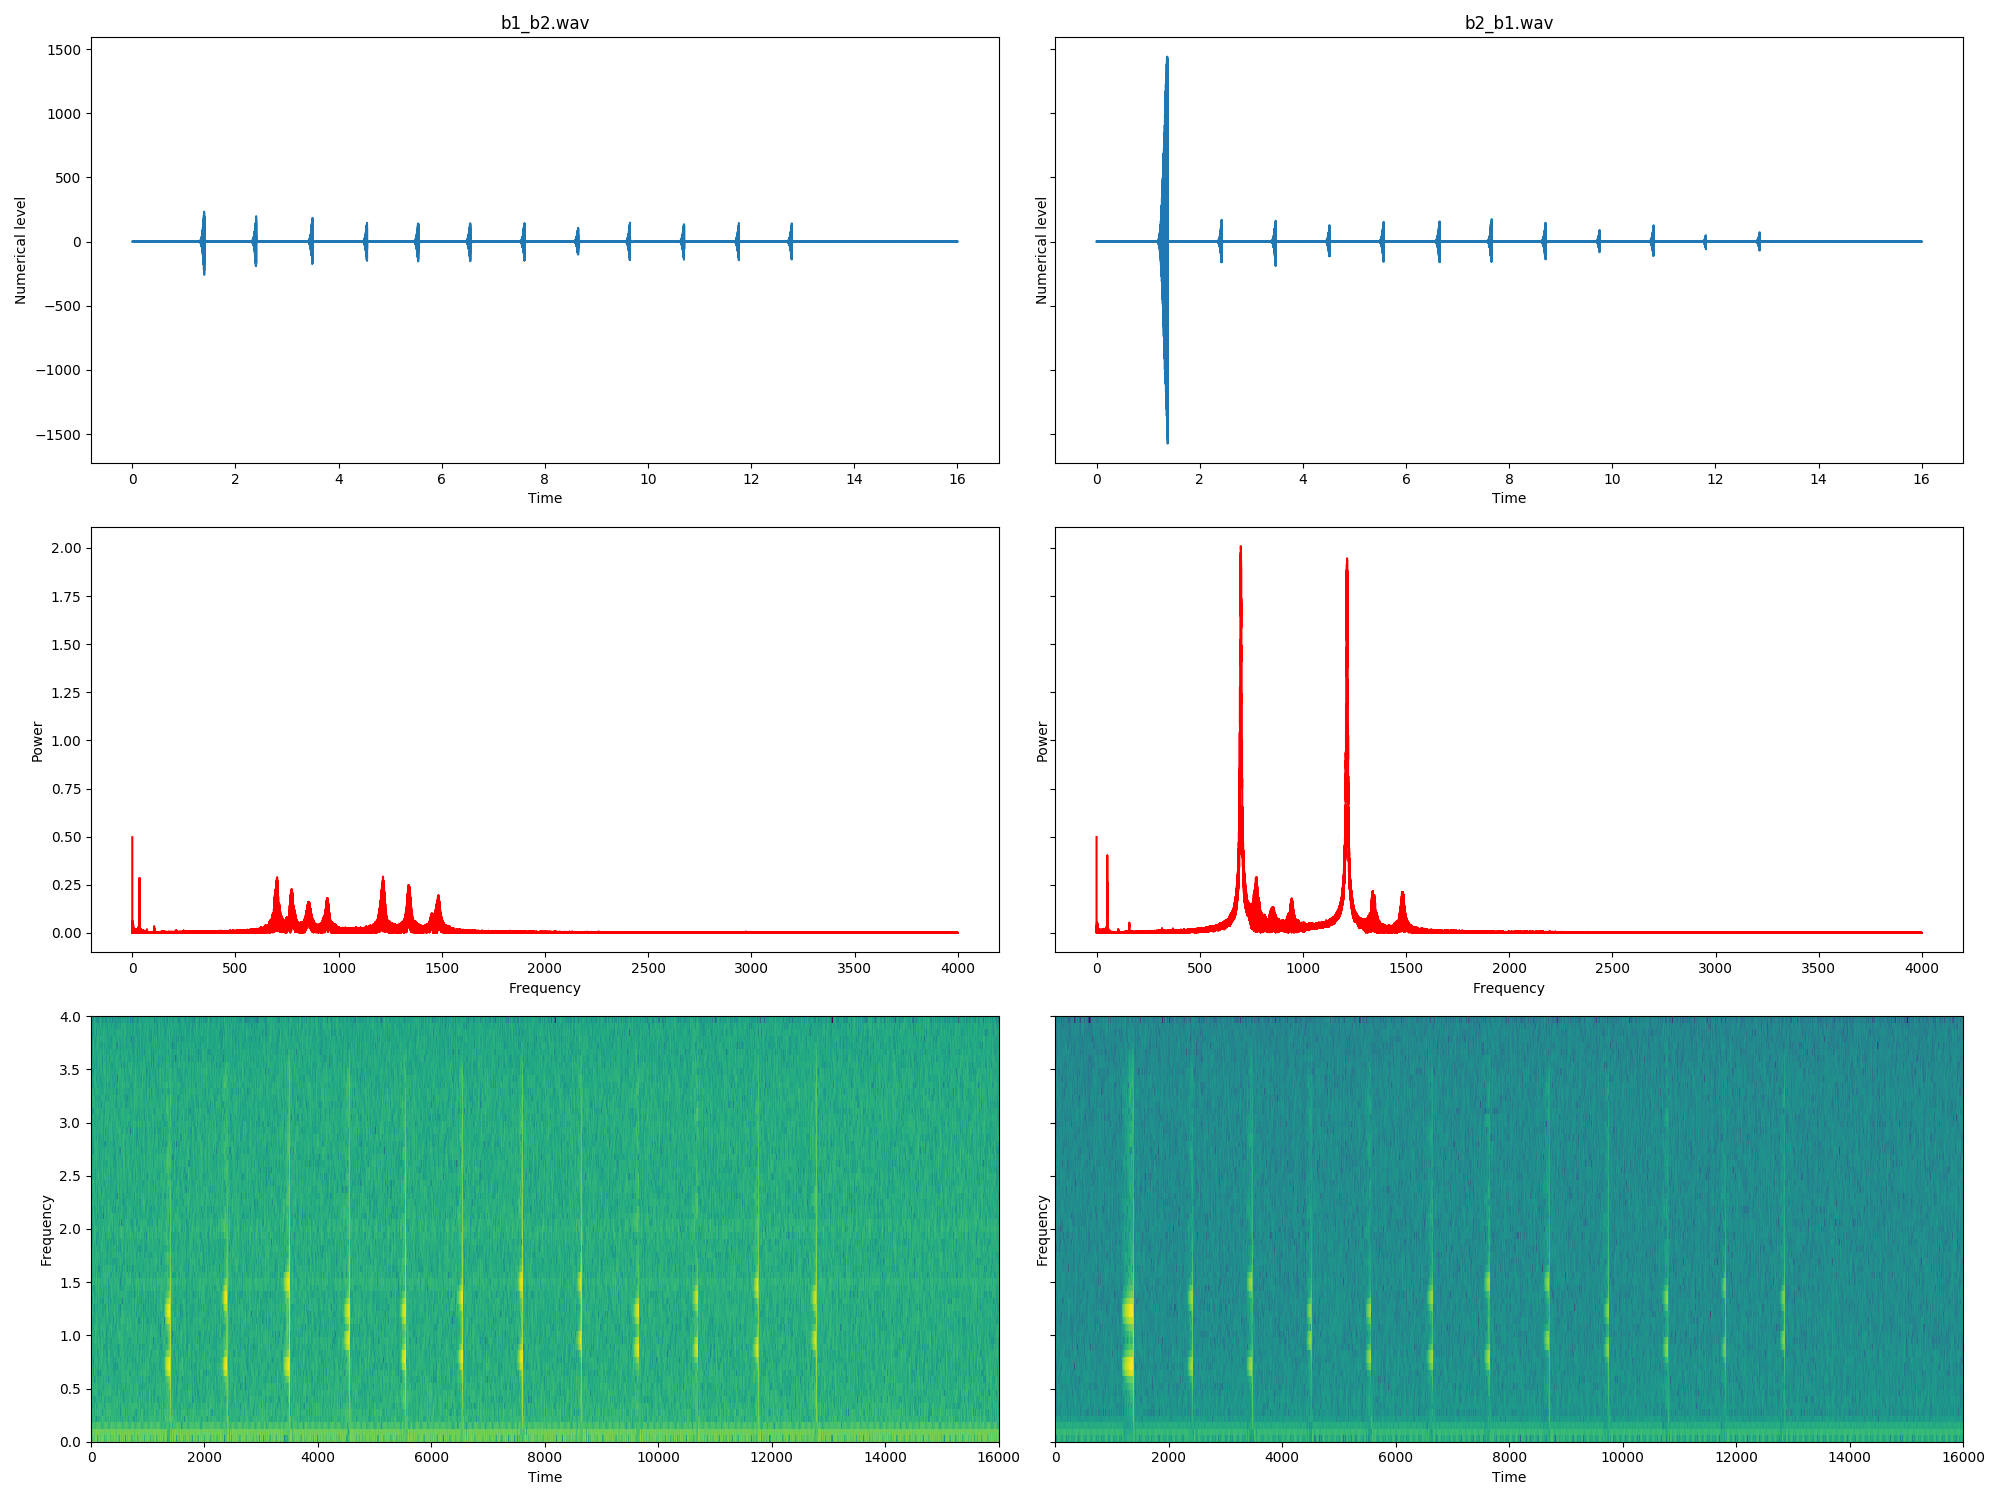 b1_b2.wav
b2_b1.wav
1500
1000
500
0
−500
−1000
−1500
Numerical level
Numerical level
0 2 4 6 8 10 12 14 16
0 2 4 6 8 10 12 14 16
Time
Time
2.00
1.75
1.50
1.25
1.00
0.75
0.50
0.25
0.00
Power
Power
0 500 1000 1500 2000 2500 3000 3500 4000
0 500 1000 1500 2000 2500 3000 3500 4000
Frequency
Frequency
4.0
3.5
3.0
2.5
2.0
1.5
1.0
0.5
0.0
Frequency
Frequency
0 2000 4000 6000 8000 10000 12000 14000 16000
0 2000 4000 6000 8000 10000 12000 14000 16000
Time
Time